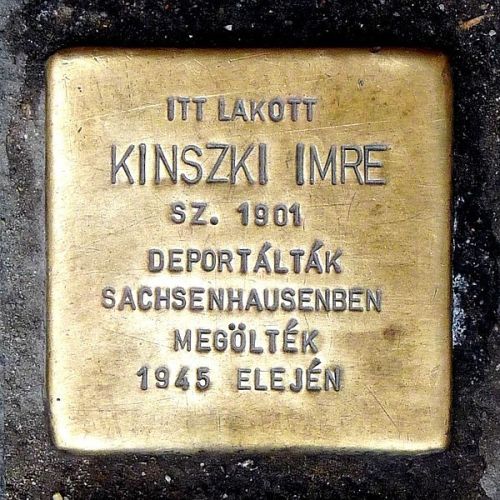 ITT LAKOTT
KINSZKI IMRE
SZ. 1901
DEPORTÁLTÁK
SACHSENHAUSENBEN
MEGÖLTÉK
1945 ELEJÉN